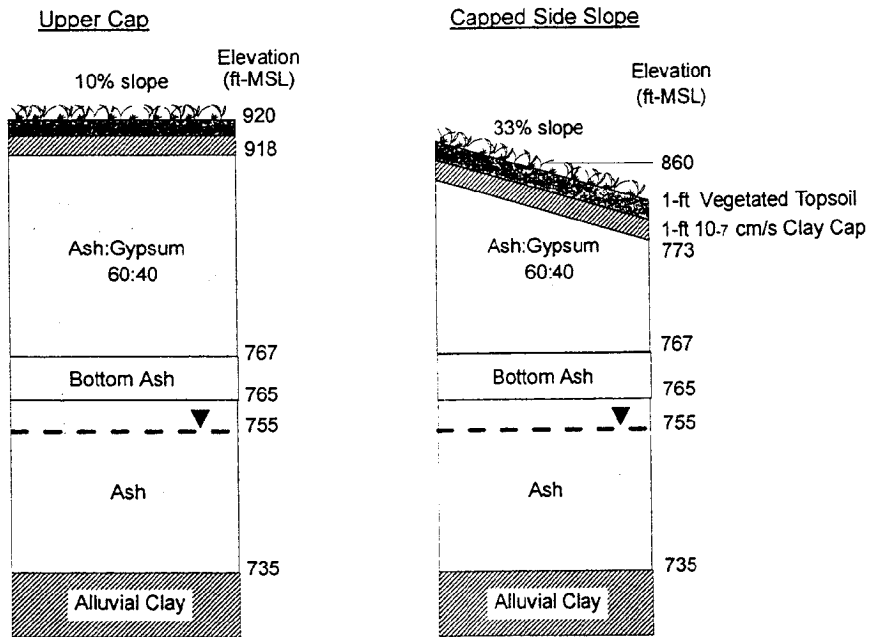 Upper Cap
Elevation
(ft-MSL)
10% slope
920
918
Ash:Gypsum
60:40
767
Bottom Ash
765
755
Ash
735
Alluvial Clay
Capped Side Slope
Elevation
(ft-MSL)
33% slope
860
1-ft Vegetated Topsoil
1-ft 10-7 cm/s Clay Cap
773
Ash:Gypsum
60:40
767
Bottom Ash
765
755
Ash
735
Alluvial Clay